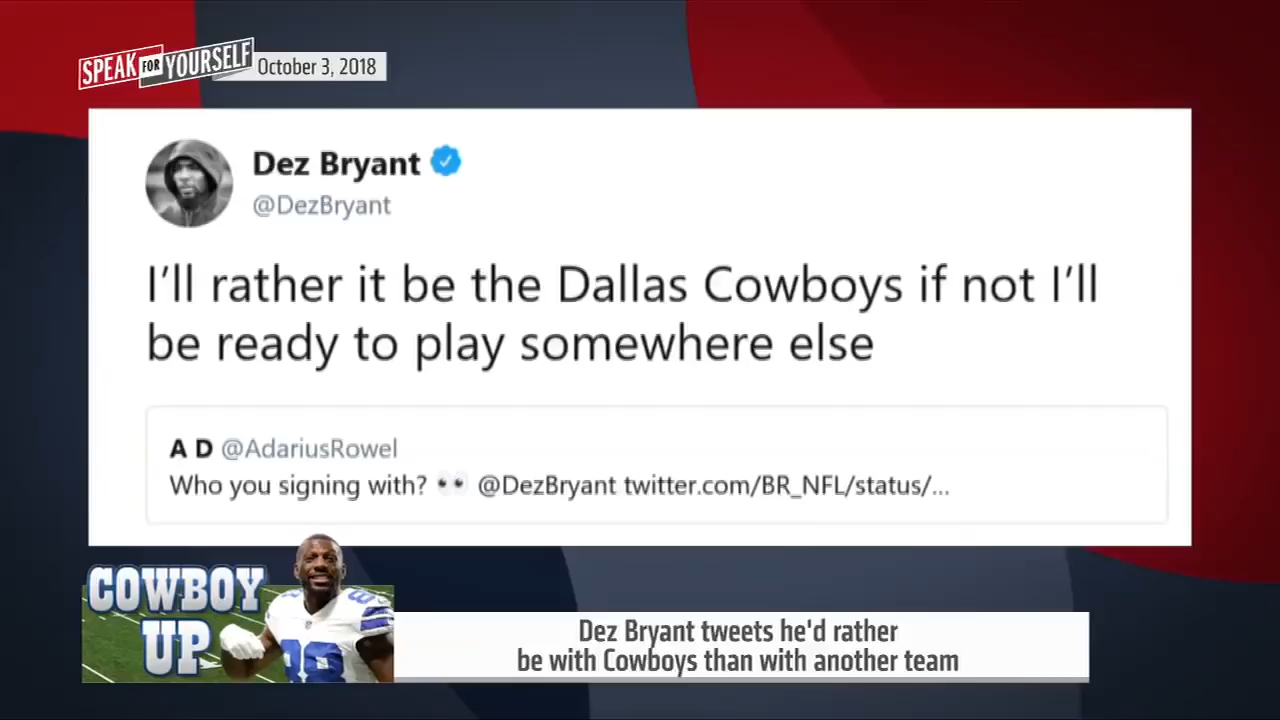 SPEAK FOR YOURSELF
October 3, 2018
Dez Bryant
@DezBryant
I'll rather it be the Dallas Cowboys if not I'll
be ready to play somewhere else
A D @AdariusRowel
Who you signing with? 👀 @DezBryant twitter.com/BR_NFL/status/...
COWBOY
UP
88
Dez Bryant tweets he'd rather
be with Cowboys than with another team